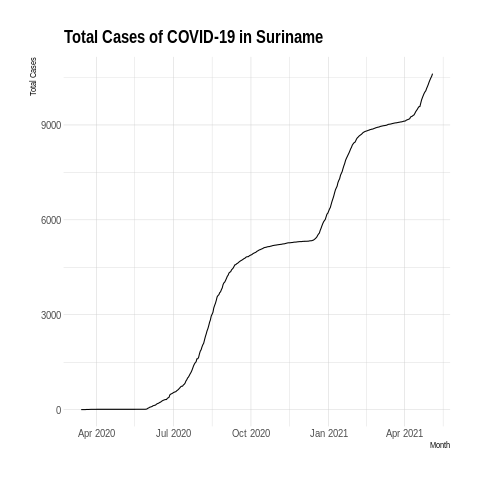 Total Cases of COVID-19 in Suriname
Total Cases
9000
6000
3000
0
Apr 2020 Jul 2020 Oct 2020 Jan 2021 Apr 2021
Month